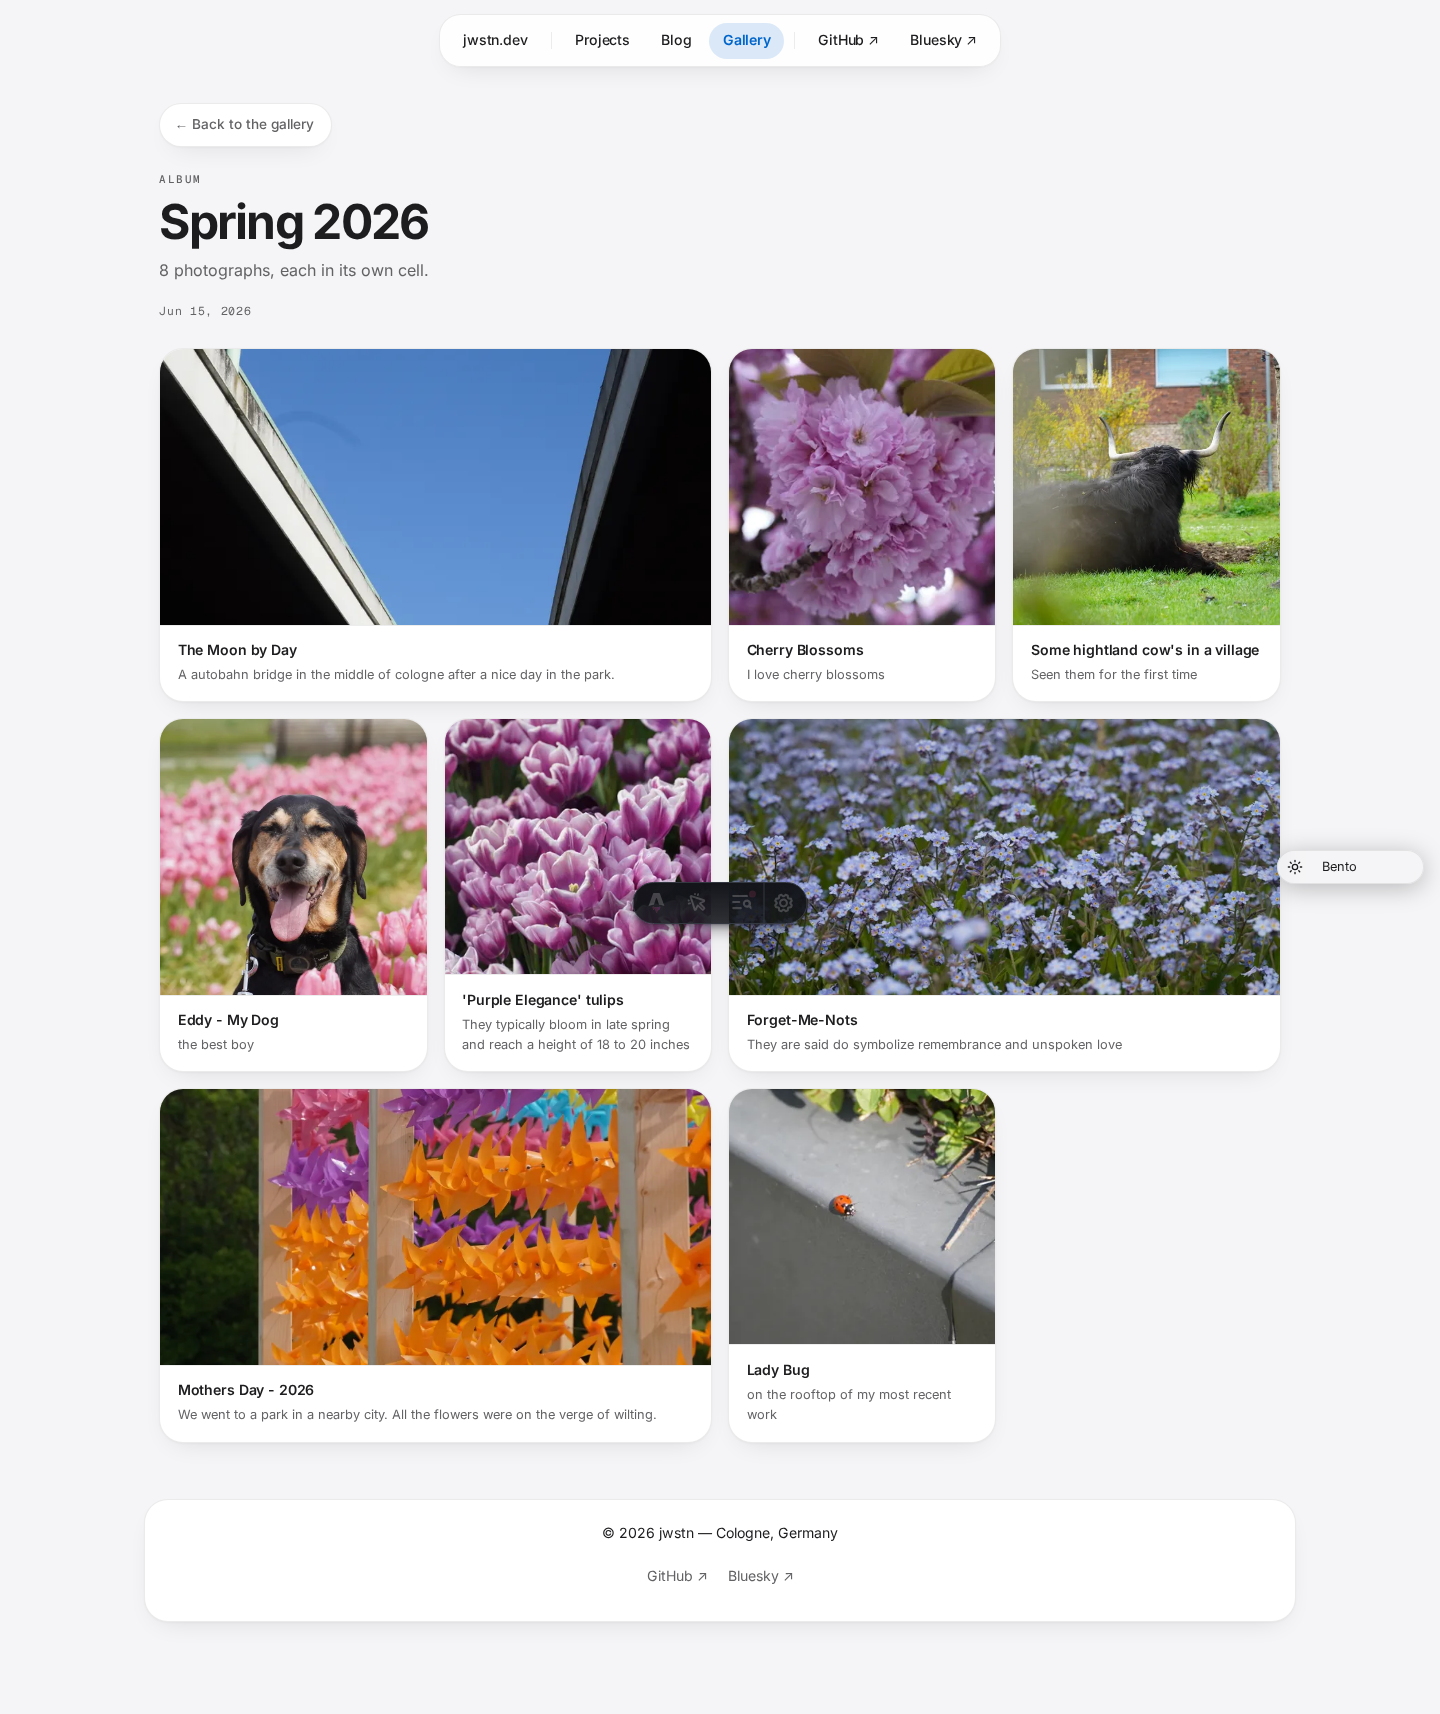 jwstn.dev Projects Blog Gallery GitHub ↗ Bluesky ↗
← Back to the gallery
ALBUM
Spring 2026
8 photographs, each in its own cell.
Jun 15, 2026
The Moon by Day
A autobahn bridge in the middle of cologne after a nice day in the park.
Cherry Blossoms
I love cherry blossoms
Some hightland cow's in a village
Seen them for the first time
Eddy - My Dog
the best boy
'Purple Elegance' tulips
They typically bloom in late spring
and reach a height of 18 to 20 inches
Forget-Me-Nots
They are said do symbolize remembrance and unspoken love
Bento
Mothers Day - 2026
We went to a park in a nearby city. All the flowers were on the verge of wilting.
Lady Bug
on the rooftop of my most recent
work
© 2026 jwstn — Cologne, Germany
GitHub ↗ Bluesky ↗